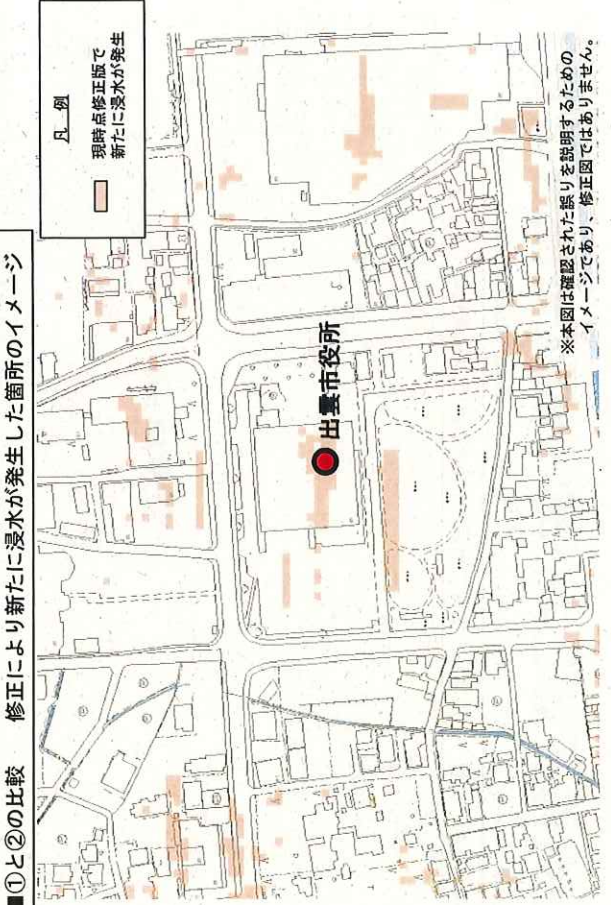 ■①と②の比較　修正により新たに浸水が発生した箇所のイメージ
凡 例
現時点修正版で
新たに浸水が発生
出雲市役所
※本図は確認された誤りを説明するための
イメージであり、修正図ではありません。